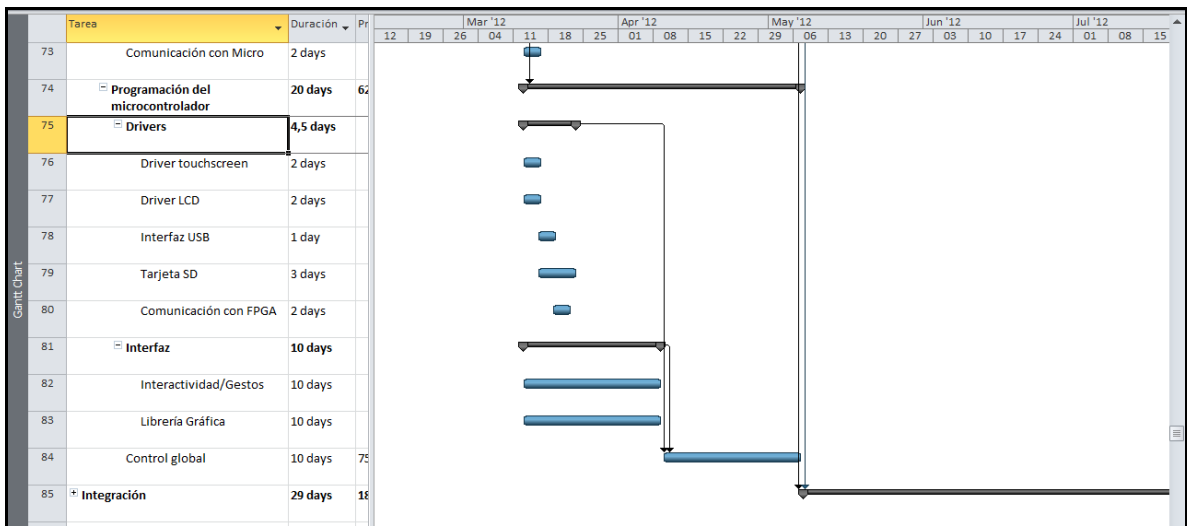 Tarea Duración Pr
Mar '12 Apr '12 May '12 Jun '12 Jul '12
12 19 26 04 11 18 25 01 08 15 22 29 06 13 20 27 03 10 17 24 01 08 15
73 Comunicación con Micro 2 days
74 Programación del 20 days 62
microcontrolador
75 Drivers 4,5 days
76 Driver touchscreen 2 days
77 Driver LCD 2 days
78 Interfaz USB 1 day
79 Tarjeta SD 3 days
80 Comunicación con FPGA 2 days
81 Interfaz 10 days
82 Interactividad/Gestos 10 days
83 Librería Gráfica 10 days
84 Control global 10 days 75
85 Integración 29 days 18
Gantt Chart